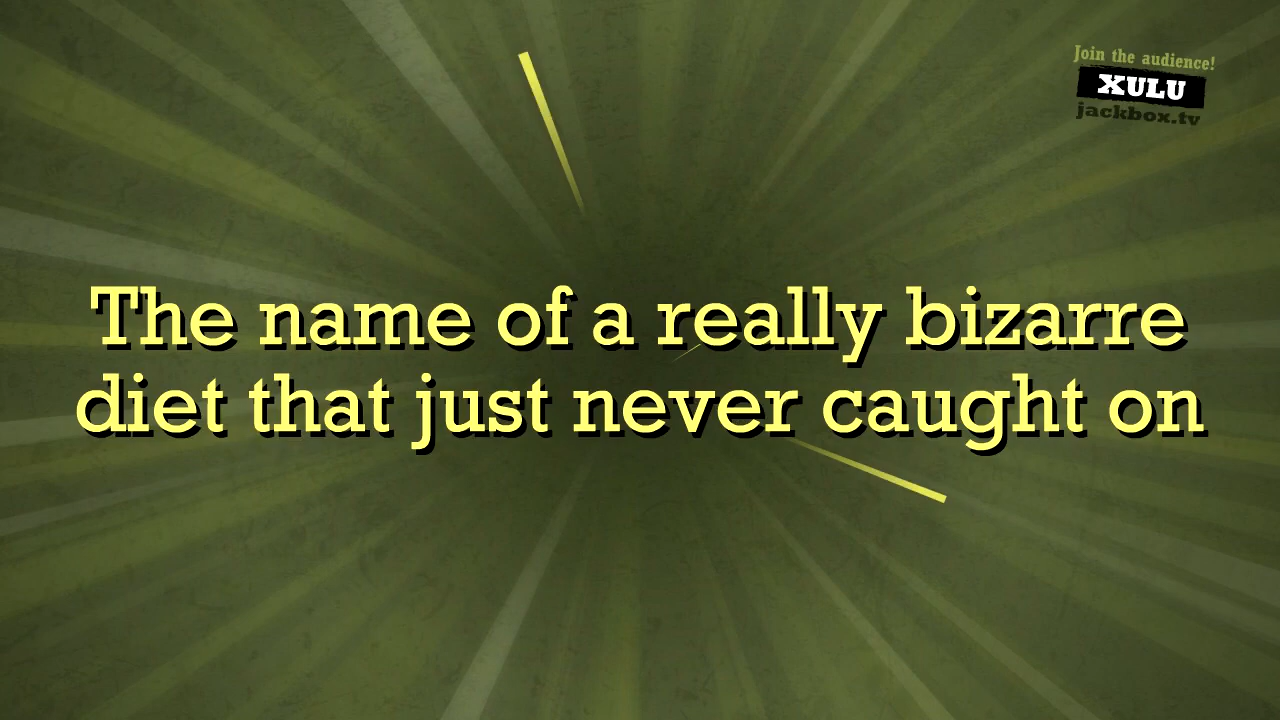 Join the audience!
XULU
jackbox.tv
The name of a really bizarre
diet that just never caught on